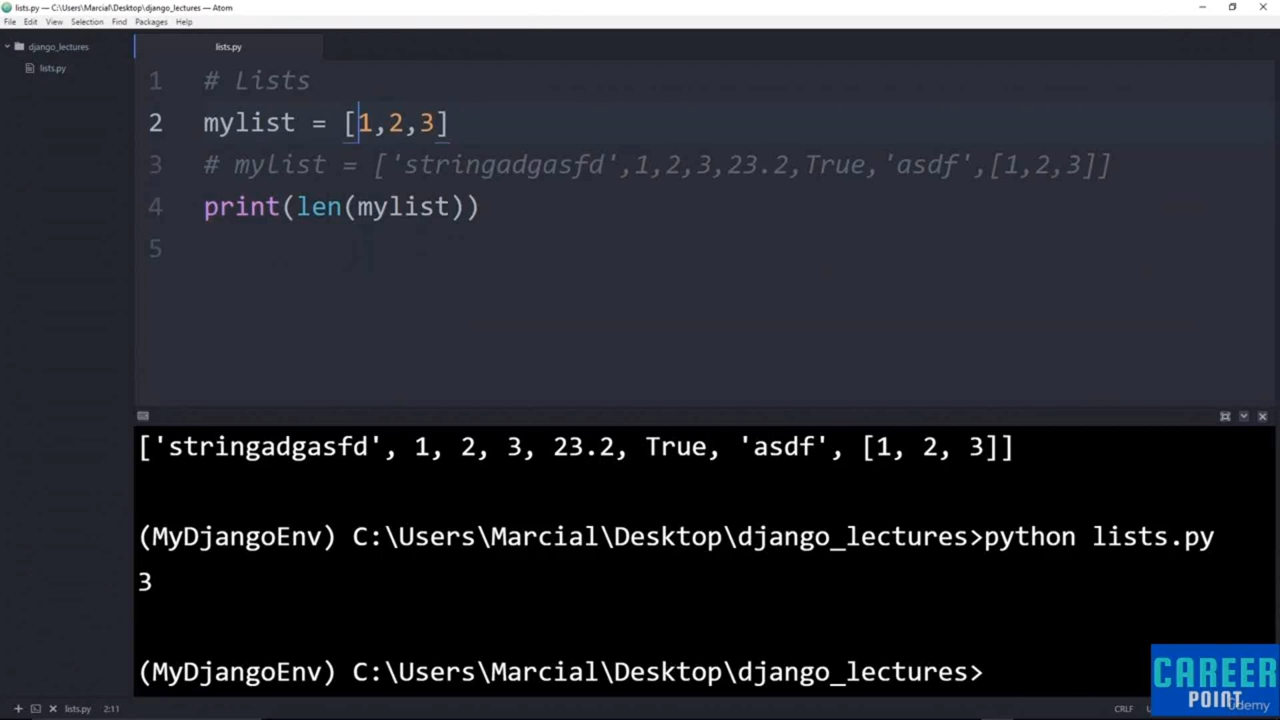 lists.py — C:\Users\Marcial\Desktop\django_lectures — Atom
File Edit View Selection Find Packages Help
django_lectures
lists.py
lists.py
1 # Lists
2 mylist = [1,2,3]
3 # mylist = ['stringadgasfd',1,2,3,23.2,True,'asdf',[1,2,3]]
4 print(len(mylist))
5
['stringadgasfd', 1, 2, 3, 23.2, True, 'asdf', [1, 2, 3]]
(MyDjangoEnv) C:\Users\Marcial\Desktop\django_lectures>python lists.py
3
(MyDjangoEnv) C:\Users\Marcial\Desktop\django_lectures>
CAREER
POINT
udemy
lists.py 2:11 CRLF